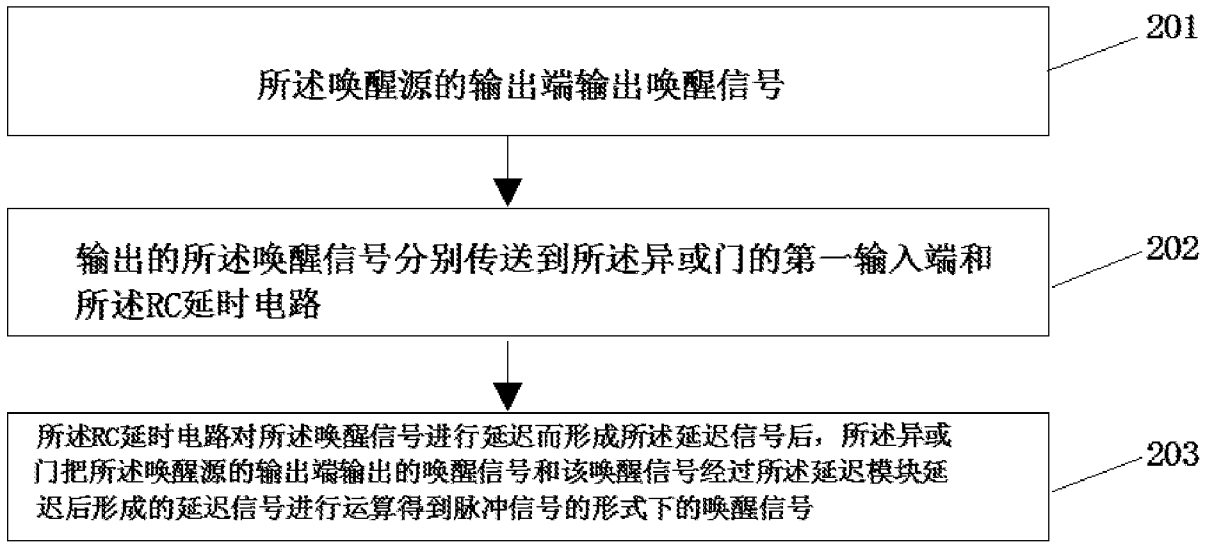 201
所述唤醒源的输出端输出唤醒信号
202
输出的所述唤醒信号分别传送到所述异或门的第一输入端和
所述RC延时电路
203
所述RC延时电路对所述唤醒信号进行延迟而形成所述延迟信号后，所述异或
门把所述唤醒源的输出端输出的唤醒信号和该唤醒信号经过所述延迟模块延
迟后形成的延迟信号进行运算得到脉冲信号的形式下的唤醒信号